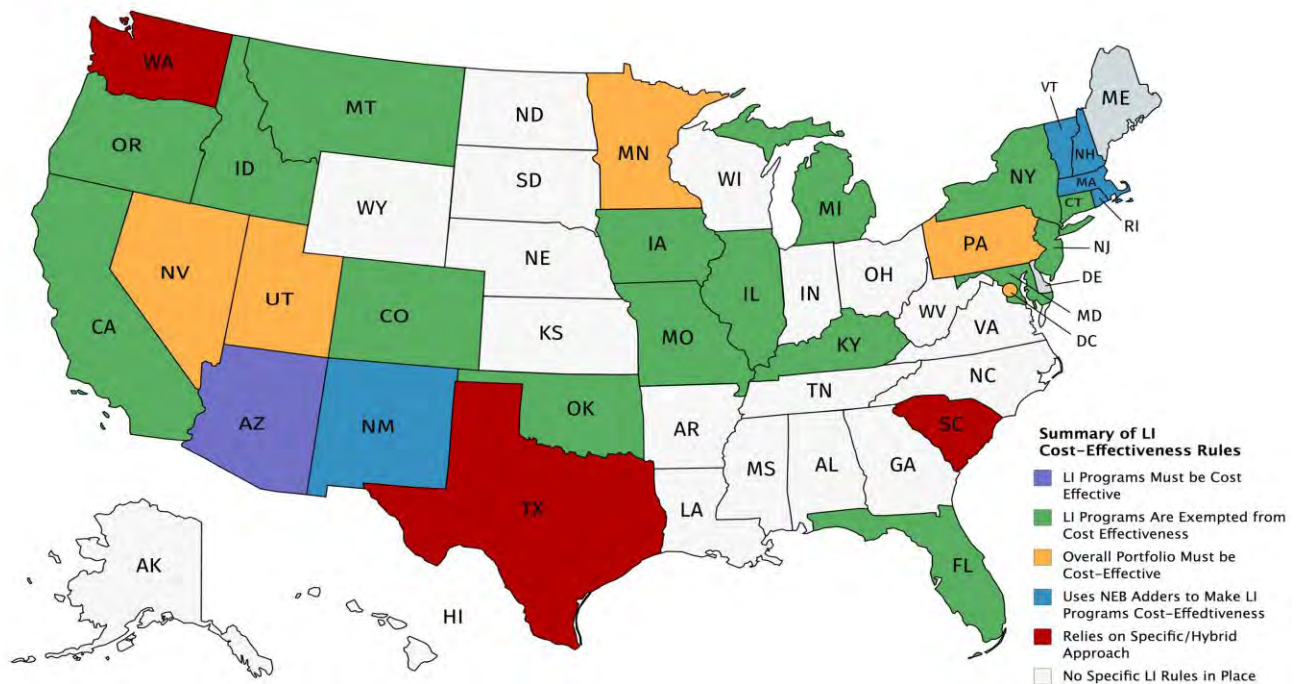 WA
MT
ND
MN
VT
ME
OR
ID
SD
WI
NH
NY
MA
MI
CT
RI
WY
IA
PA
NJ
NE
NV
OH
DE
UT
IL
IN
CA
CO
WV
MD
KS
MO
VA
DC
KY
NC
TN
AZ
NM
OK
AR
SC
MS
AL
GA
TX
LA
AK
FL
HI
Summary of LI
Cost-Effectiveness Rules
LI Programs Must be Cost
Effective
LI Programs Are Exempted from
Cost Effectiveness
Overall Portfolio Must be
Cost-Effective
Uses NEB Adders to Make LI
Programs Cost-Effedtiveness
Relies on Specific/Hybrid
Approach
No Specific LI Rules in Place